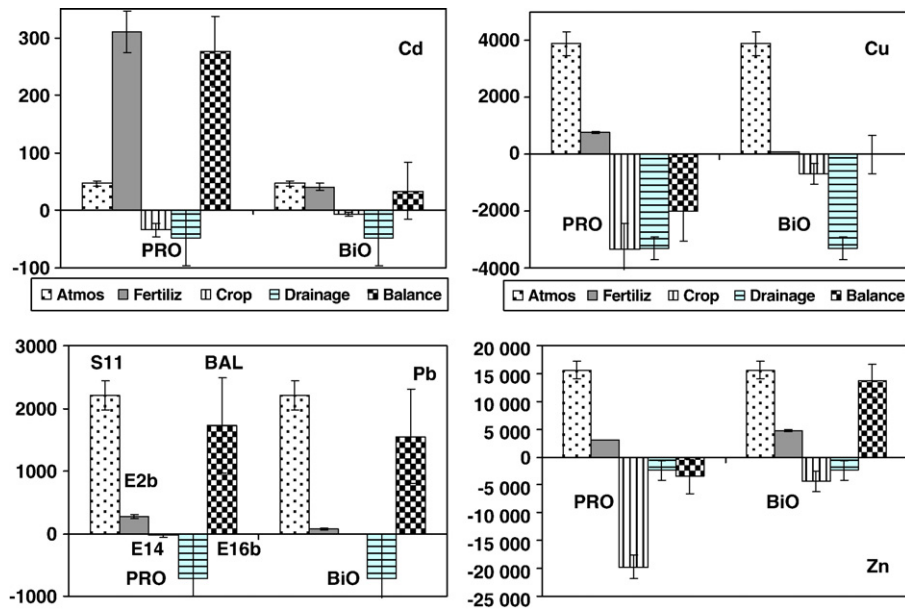 300
200
100
0
-100
Cd
PRO
BiO
4000
2000
0
-2000
-4000
Cu
PRO
BiO
Atmos Fertiliz Crop Drainage Balance
Atmos Fertiliz Crop Drainage Balance
3000
2000
1000
0
-1000
S11
BAL
Pb
E2b
E14
E16b
PRO
BiO
20 000
15 000
10 000
5 000
0
-5 000
-10 000
-15 000
-20 000
-25 000
PRO
BiO
Zn